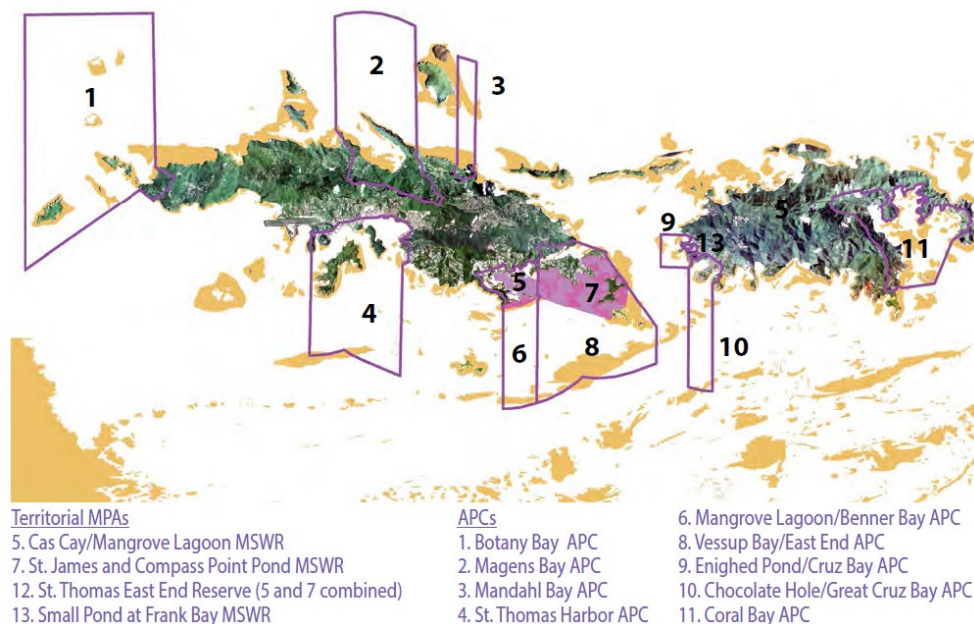 1
2
3
9
5
13
11
5
7
4
6
8
10
Territorial MPAs
5. Cas Cay/Mangrove Lagoon MSWR
7. St. James and Compass Point Pond MSWR
12. St. Thomas East End Reserve (5 and 7 combined)
13. Small Pond at Frank Bay MSWR
APCs
1. Botany Bay APC
2. Magens Bay APC
3. Mandahl Bay APC
4. St. Thomas Harbor APC
6. Mangrove Lagoon/Benner Bay APC
8. Vessup Bay/East End APC
9. Enighed Pond/Cruz Bay APC
10. Chocolate Hole/Great Cruz Bay APC
11. Coral Bay APC